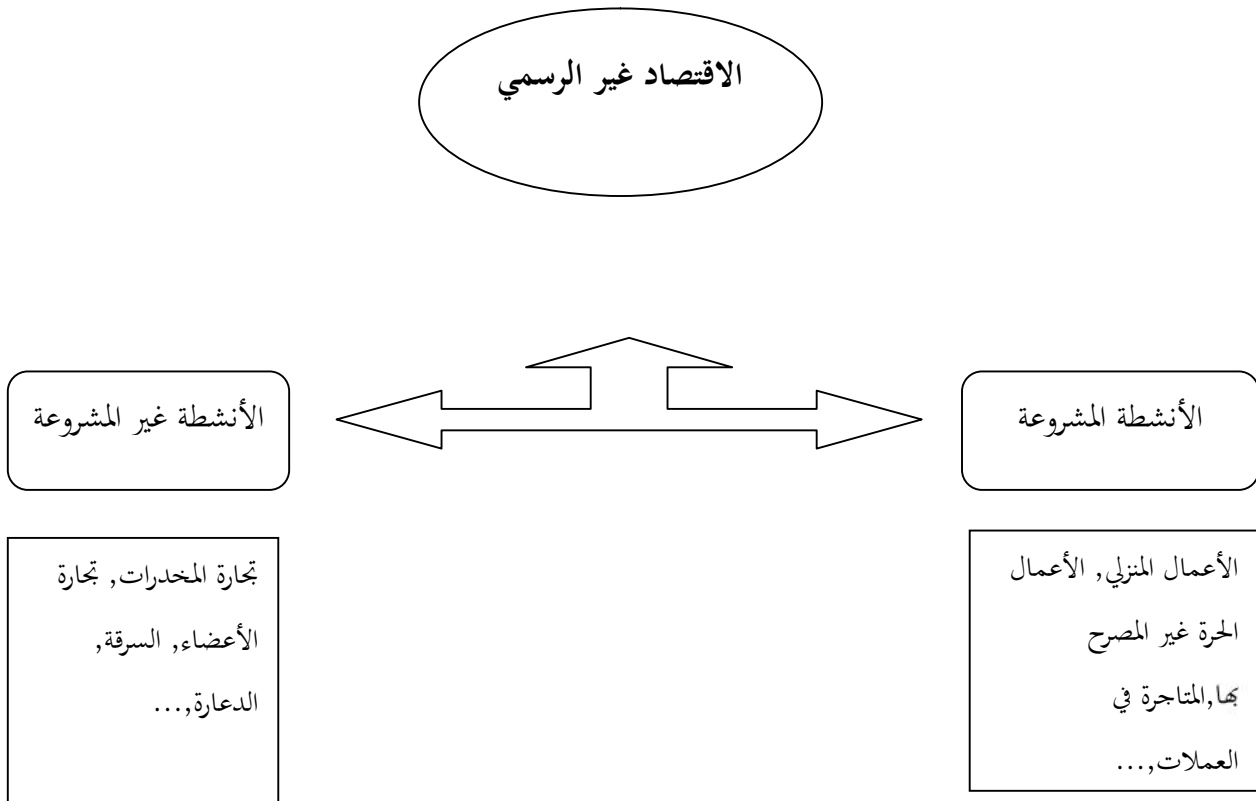 الاقتصاد غير الرسمي
الأنشطة المشروعة
الأنشطة غير المشروعة
الأعمال المنزلي, الأعمال
الحرة غير المصرح
بها,المتاجرة في
العملات,...
تجارة المخدرات, تجارة
الأعضاء, السرقة,
الدعارة,...